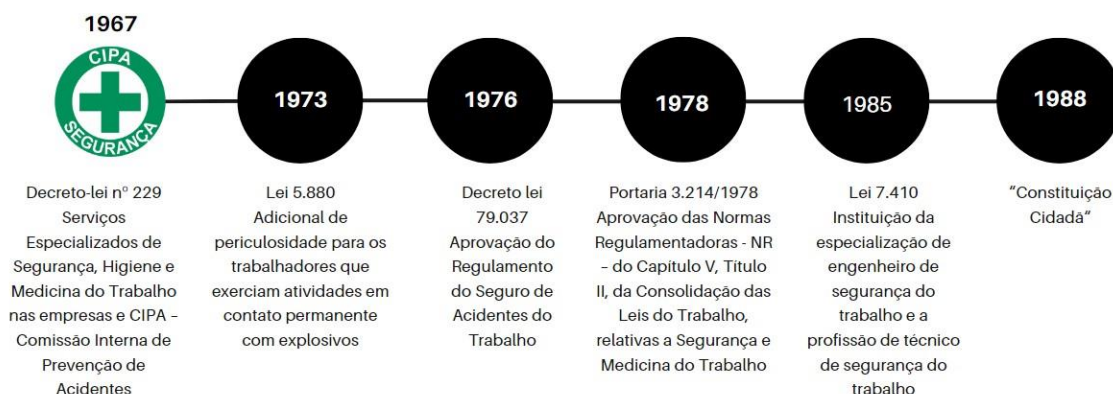 1967
CIPA
SEGURANÇA
Decreto-lei nº 229
Serviços
Especializados de
Segurança, Higiene e
Medicina do Trabalho
nas empresas e CIPA –
Comissão Interna de
Prevenção de
Acidentes
1973
Lei 5.880
Adicional de
periculosidade para os
trabalhadores que
exerciam atividades em
contato permanente
com explosivos
1976
Decreto lei
79.037
Aprovação do
Regulamento
do Seguro de
Acidentes do
Trabalho
1978
Portaria 3.214/1978
Aprovação das Normas
Regulamentadoras - NR
– do Capítulo V, Título
II, da Consolidação das
Leis do Trabalho,
relativas a Segurança e
Medicina do Trabalho
1985
Lei 7.410
Instituição da
especialização de
engenheiro de
segurança do
trabalho e a
profissão de técnico
de segurança do
trabalho
1988
“Constituição
Cidadã“